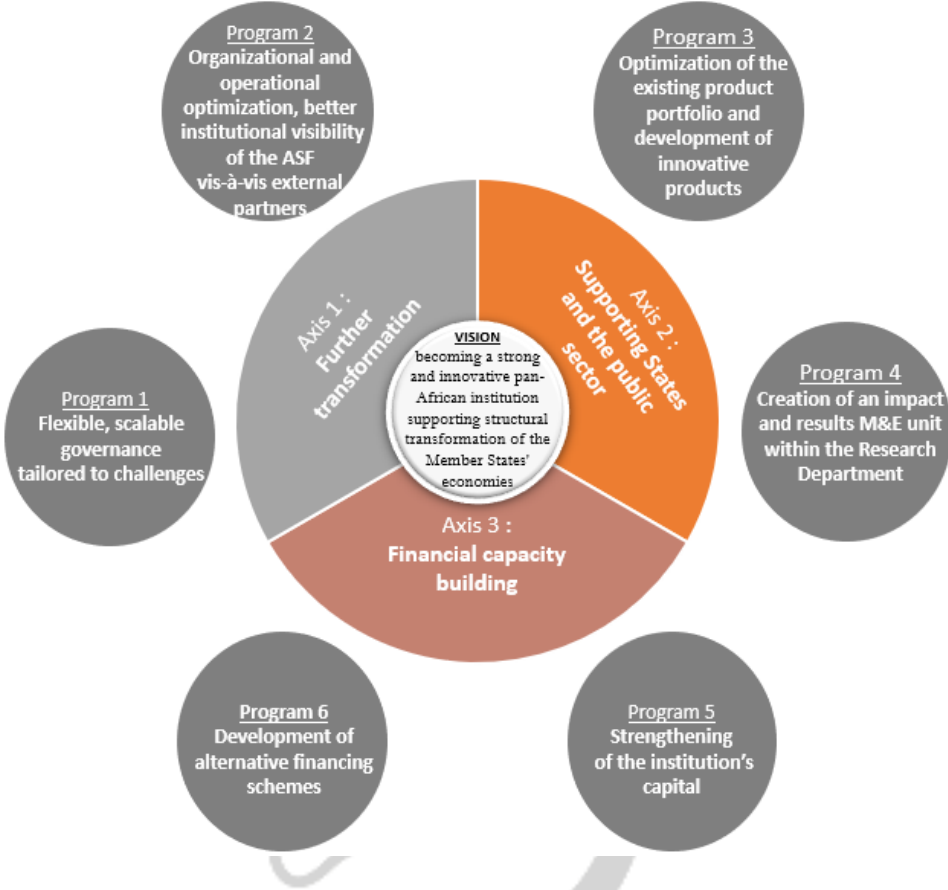 Program 2
Organizational and
operational
optimization, better
institutional visibility
of the ASF
vis-à-vis external
partners
Program 3
Optimization of the
existing product
portfolio and
development of
innovative
products
Axis 1 :
Further
transformation
Axis 2 :
Supporting States
and the public
sector
VISION
becoming a strong
and innovative pan-
African institution
supporting structural
transformation of the
Member States'
economies
Program 1
Flexible, scalable
governance
tailored to challenges
Program 4
Creation of an impact
and results M&E unit
within the Research
Department
Axis 3 :
Financial capacity
building
Program 6
Development of
alternative financing
schemes
Program 5
Strengthening
of the institution's
capital